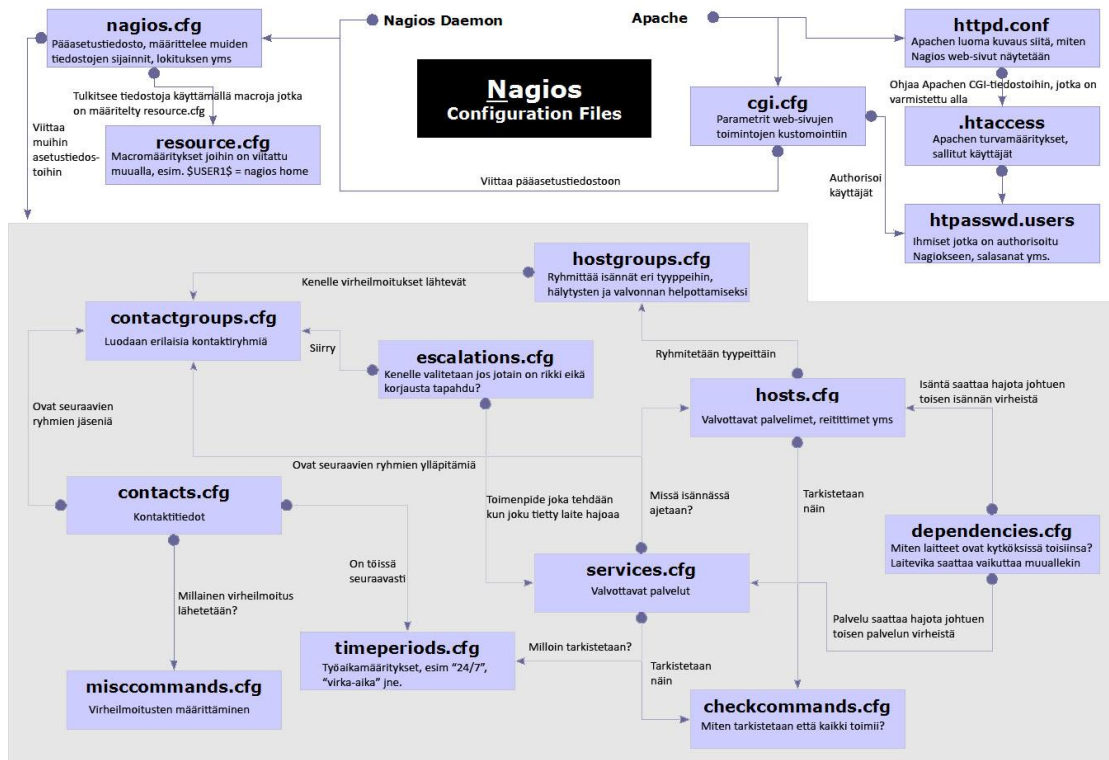 nagios.cfg
Pääasetustiedosto, määrittelee muiden
tiedostojen sijainnit, lokituksen yms
Nagios Daemon
Apache
httpd.conf
Apachen luoma kuvaus siitä, miten
Nagios web-sivut näytetään
Nagios
Configuration Files
Tulkitsee tiedostoja käyttämällä macroja jotka
on määritelty resource.cfg
Ohjaa Apachen CGI-tiedostoihin, jotka on
varmistettu alla
cgi.cfg
Parametrit web-sivujen
toimintojen kustomointiin
.htaccess
Apachen turvamääritykset,
sallitut käyttäjät
Viittaa
muihin
asetustiedos-
toihin
resource.cfg
Macromääritykset joihin on viitattu
muualla, esim. $USER1$ = nagios home
Viittaa pääasetustiedostoon
Authorisoi
käyttäjät
htpasswd.users
Ihmiset jotka on authorisoitu
Nagiokseen, salasanat yms.
hostgroups.cfg
Ryhmittää isännät eri tyyppeihin,
hälytysten ja valvonnan helpottamiseksi
Kenelle virheilmoitukset lähtevät
contactgroups.cfg
Luodaan erilaisia kontaktiryhmiä
Siirry
escalations.cfg
Kenelle valitetaan jos jotain on rikki eikä
korjausta tapahdu?
Ryhmitetään tyypeittäin
hosts.cfg
Valvottavat palvelimet, reitittimet yms
Isäntä saattaa hajota johtuen
toisen isännän virheistä
Ovat seuraavien
ryhmien jäseniä
Ovat seuraavien ryhmien ylläpitämiä
contacts.cfg
Kontaktitiedot
Toimenpide joka tehdään
kun joku tietty laite hajoaa
Missä isännässä
ajetaan?
Tarkistetaan
näin
dependencies.cfg
Miten laitteet ovat kytköksissä toisiinsa?
Laitevika saattaa vaikuttaa muuallekin
On töissä
seuraavasti
services.cfg
Valvottavat palvelut
Millainen virheilmoitus
lähetetään?
Palvelu saattaa hajota johtuen
toisen palvelun virheistä
timeperiods.cfg
Työaikamääritykset, esim “24/7”,
“virka-aika” jne.
Milloin tarkistetaan?
Tarkistetaan
näin
misccommands.cfg
Virheilmoitusten määrittäminen
checkcommands.cfg
Miten tarkistetaan että kaikki toimii?